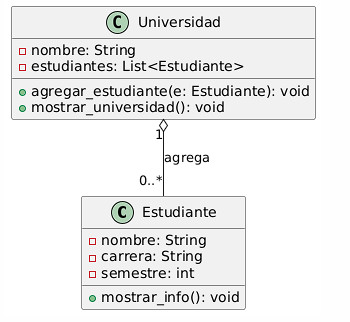 C Universidad
nombre: String
estudiantes: List<Estudiante>
agregar_estudiante(e: Estudiante): void
mostrar_universidad(): void
1
agrega
0..*
C Estudiante
nombre: String
carrera: String
semestre: int
mostrar_info(): void